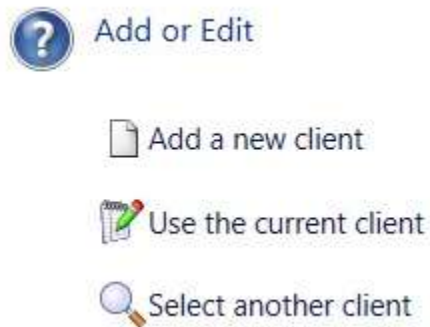 Add or Edit
Add a new client
Use the current client
Select another client